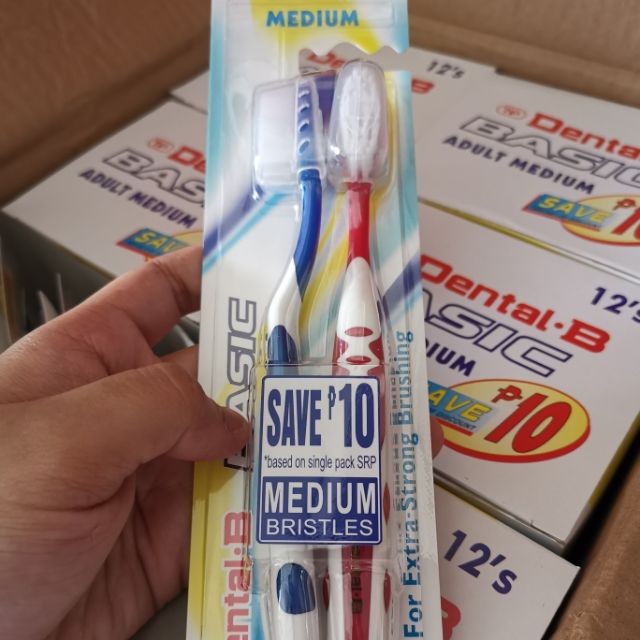 MEDIUM
BASIC
Dental-B
For Extra Strong Brushing
SAVE ₱10
*based on single pack SRP
MEDIUM
BRISTLES
12's
Dental-B
BASIC
ADULT MEDIUM
SAVE
Dental-B
BASIC
ADULT MEDIUM
SAVE ₱10
12's
Dental-B
BASIC
SAVE ₱10
DISCOUNT
12's